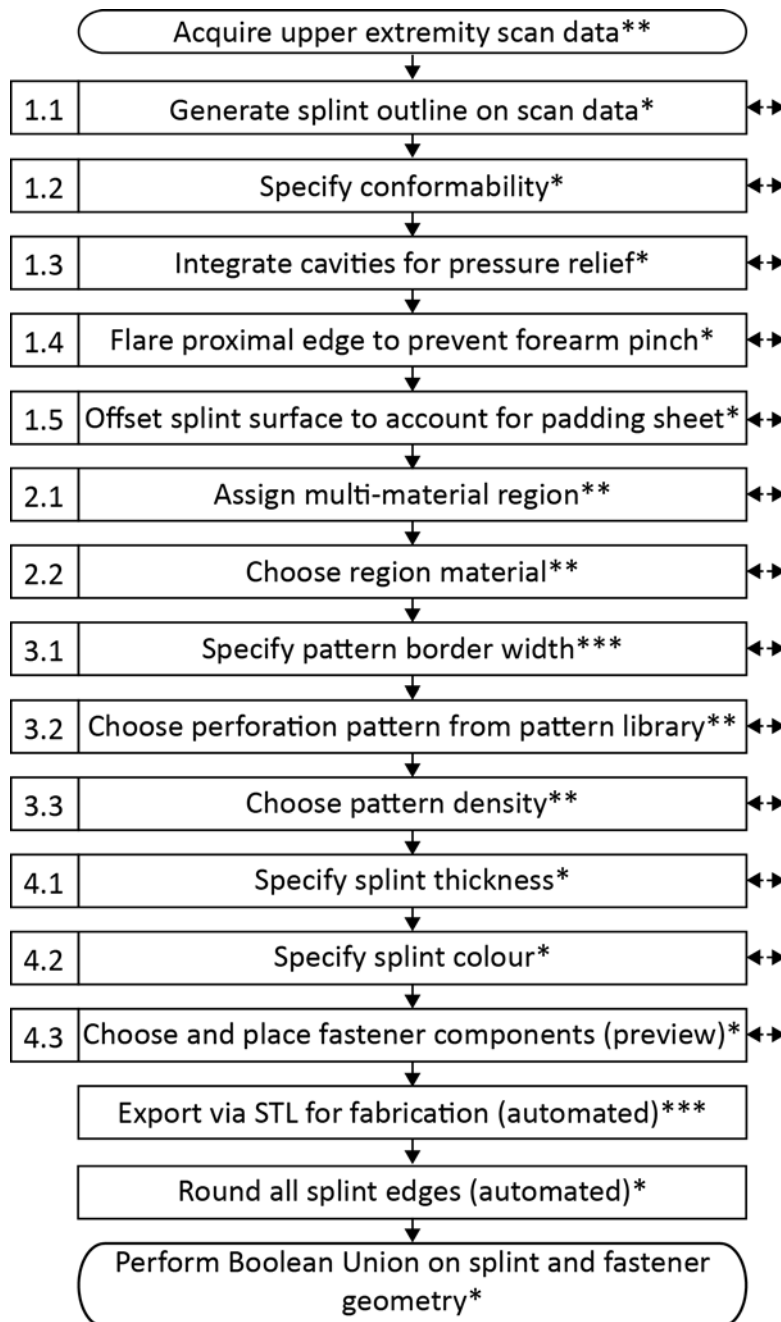 Acquire upper extremity scan data**
1.1 Generate splint outline on scan data*
1.2 Specify conformability*
1.3 Integrate cavities for pressure relief*
1.4 Flare proximal edge to prevent forearm pinch*
1.5 Offset splint surface to account for padding sheet*
2.1 Assign multi-material region**
2.2 Choose region material**
3.1 Specify pattern border width***
3.2 Choose perforation pattern from pattern library**
3.3 Choose pattern density**
4.1 Specify splint thickness*
4.2 Specify splint colour*
4.3 Choose and place fastener components (preview)*
Export via STL for fabrication (automated)***
Round all splint edges (automated)*
Perform Boolean Union on splint and fastener
geometry*